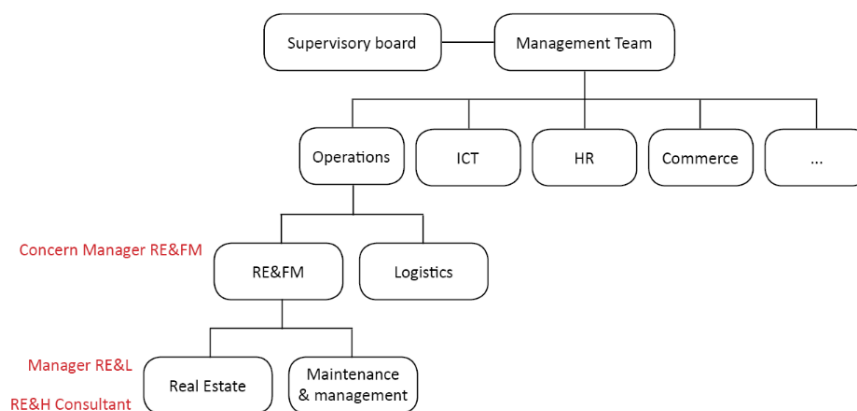 Supervisory board
Management Team
Operations
ICT
HR
Commerce
...
Concern Manager RE&FM
RE&FM
Logistics
Manager RE&L
RE&H Consultant
Real Estate
Maintenance
& management